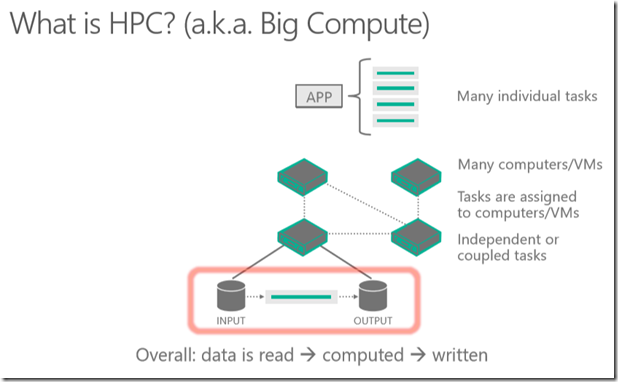 What is HPC? (a.k.a. Big Compute)
APP
Many individual tasks
Many computers/VMs
Tasks are assigned
to computers/VMs
Independent or
coupled tasks
INPUT
OUTPUT
Overall: data is read → computed → written